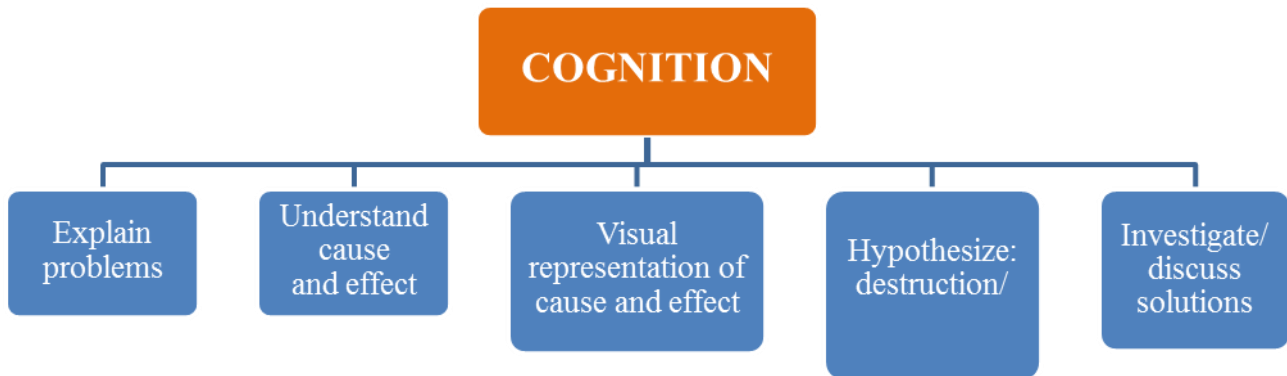 COGNITION
Explain
problems
Understand
cause
and effect
Visual
representation of
cause and effect
Hypothesize:
destruction/
Investigate/
discuss
solutions